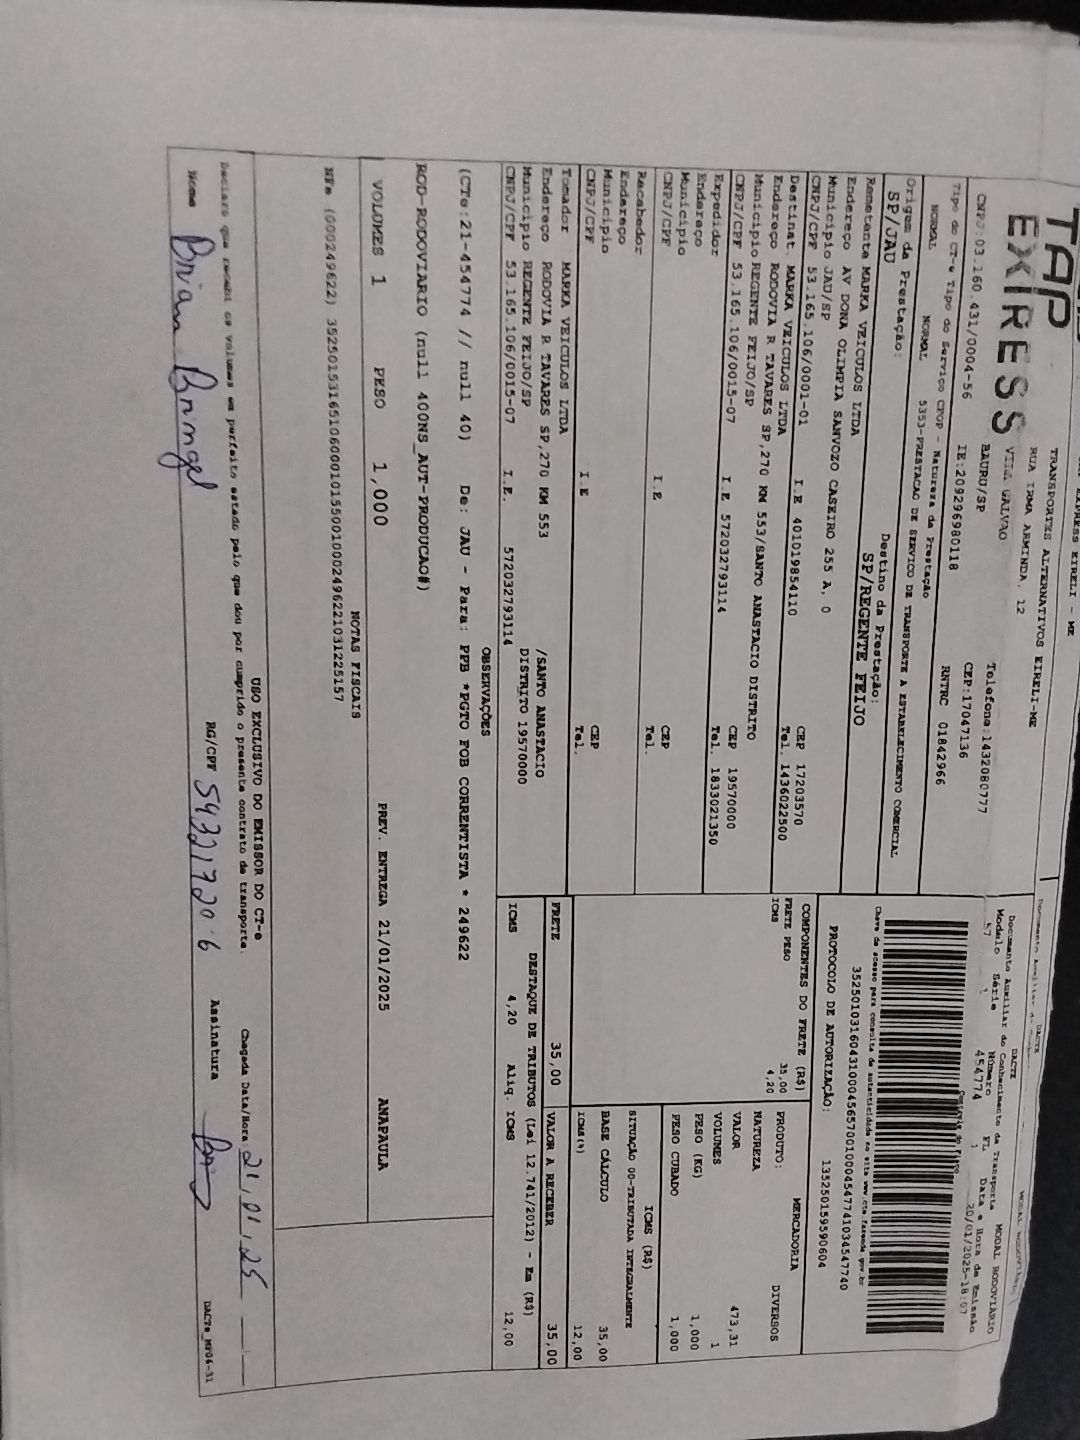 TAP
EXIRESS
EXPRESS EIRELI - ME
TRANSPORTES ALTERNATIVOS EIRELI-ME
RUA IRMA ARMINDA, 12
VILA GALVAO
BAURU/SP
Telefone:1432080777
CEP:17047136
CNPJ:03.160.431/0004-56
IE:209296980118
RNTRC 01842966
DACTE
MODAL RODOVIÁRIO
Documento Auxiliar do Conhecimento de Transporte
Modelo Série Número FL Data e Hora de Emissão
57 1 454774 1 20/01/2025-18:07
Controle do Fisco
Chave de acesso para consulta de autenticidade no site www.cte.fazenda.gov.br
35250103160431000456570010004547741034547740
PROTOCOLO DE AUTORIZAÇÃO: 135250159590604
Tipo do CT-e Tipo do Serviço CFOP - Natureza da Prestação
NORMAL NORMAL 5353-PRESTACAO DE SERVICO DE TRANSPORTE A ESTABELECIMENTO COMERCIAL
Origem da Prestação: Destino da Prestação:
SP/JAU SP/REGENTE FEIJO
Remetente MARKA VEICULOS LTDA
Endereço AV DONA OLIMPIA SANVOZO CASEIRO 255 A, 0
Município JAU/SP CEP 17203570
CNPJ/CPF 53.165.106/0001-01 I.E 401019854110 Tel. 1436022500
Destinat. MARKA VEICULOS LTDA
Endereço RODOVIA R TAVARES SP,270 KM 553/SANTO ANASTACIO DISTRITO
Município REGENTE FEIJO/SP CEP 19570000
CNPJ/CPF 53.165.106/0015-07 I.E 572032793114 Tel. 1833021350
Expedidor
Endereço
Município CEP
CNPJ/CPF I.E Tel.
Recebedor
Endereço
Município CEP
CNPJ/CPF I.E Tel.
Tomador MARKA VEICULOS LTDA
Endereço RODOVIA R TAVARES SP,270 KM 553 /SANTO ANASTACIO
Município REGENTE FEIJO/SP DISTRITO 19570000
CNPJ/CPF 53.165.106/0015-07 I.E. 572032793114
COMPONENTES DO FRETE (R$)
FRETE PESO 35,00
ICMS 4,20
PRODUTO: MERCADORIA
NATUREZA DIVERSOS
VALOR 473,31
VOLUMES 1
PESO (KG) 1,000
PESO CUBADO 1,000
ICMS (R$)
SITUAÇÃO 00-TRIBUTADA INTEGRALMENTE
BASE CÁLCULO 35,00
ICMS(%) 12,00
FRETE 35,00 VALOR A RECEBER 35,00
DESTAQUE DE TRIBUTOS (Lei 12.741/2012) - Em (R$)
ICMS 4,20 Aliq. ICMS 12,00
OBSERVAÇÕES
(CTe:21-454774 // null 40) De: JAU - Para: PPB *PGTO FOB CORRENTISTA * 249622
ROD-RODOVIARIO (null 400NS_AUT-PRODUCAO#)
VOLUMES 1 PESO 1,000 PREV. ENTREGA 21/01/2025 ANAPAULA
NOTAS FISCAIS
NFe (000249622) 35250153165106000101550010002496221031225157
USO EXCLUSIVO DO EMISSOR DO CT-e
Declaro que recebi os volumes em perfeito estado pelo que dou por cumprido o presente contrato de transporte. Chegada Data/Hora 21/01/25
Nome Brian Bringel RG/CPF 54321720-6 Assinatura
DACTe_MP06-31